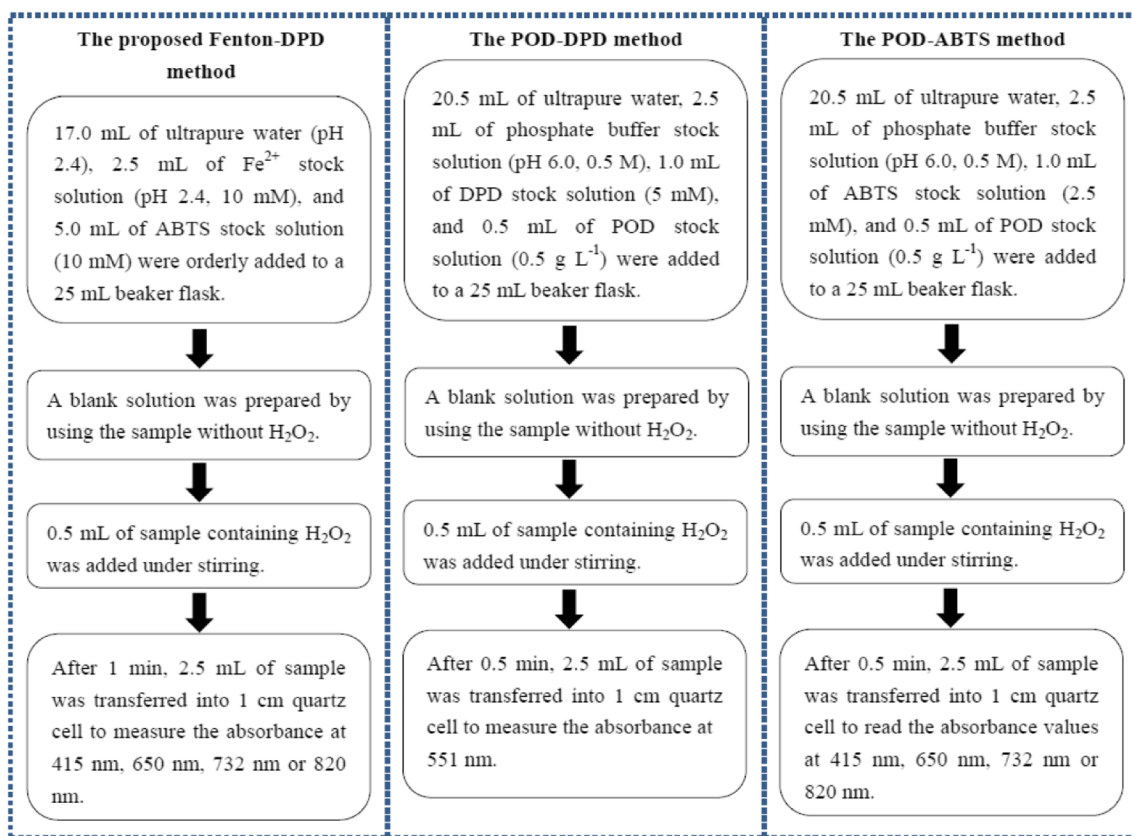 The proposed Fenton-DPD
method
17.0 mL of ultrapure water (pH
2.4), 2.5 mL of Fe²⁺ stock
solution (pH 2.4, 10 mM), and
5.0 mL of ABTS stock solution
(10 mM) were orderly added to a
25 mL beaker flask.
A blank solution was prepared by
using the sample without H₂O₂.
0.5 mL of sample containing H₂O₂
was added under stirring.
After 1 min, 2.5 mL of sample
was transferred into 1 cm quartz
cell to measure the absorbance at
415 nm, 650 nm, 732 nm or 820
nm.
The POD-DPD method
20.5 mL of ultrapure water, 2.5
mL of phosphate buffer stock
solution (pH 6.0, 0.5 M), 1.0 mL
of DPD stock solution (5 mM),
and 0.5 mL of POD stock
solution (0.5 g L⁻¹) were added
to a 25 mL beaker flask.
A blank solution was prepared by
using the sample without H₂O₂.
0.5 mL of sample containing H₂O₂
was added under stirring.
After 0.5 min, 2.5 mL of sample
was transferred into 1 cm quartz
cell to measure the absorbance at
551 nm.
The POD-ABTS method
20.5 mL of ultrapure water, 2.5
mL of phosphate buffer stock
solution (pH 6.0, 0.5 M), 1.0 mL
of ABTS stock solution (2.5
mM), and 0.5 mL of POD stock
solution (0.5 g L⁻¹) were added
to a 25 mL beaker flask.
A blank solution was prepared by
using the sample without H₂O₂.
0.5 mL of sample containing H₂O₂
was added under stirring.
After 0.5 min, 2.5 mL of sample
was transferred into 1 cm quartz
cell to read the absorbance values
at 415 nm, 650 nm, 732 nm or
820 nm.